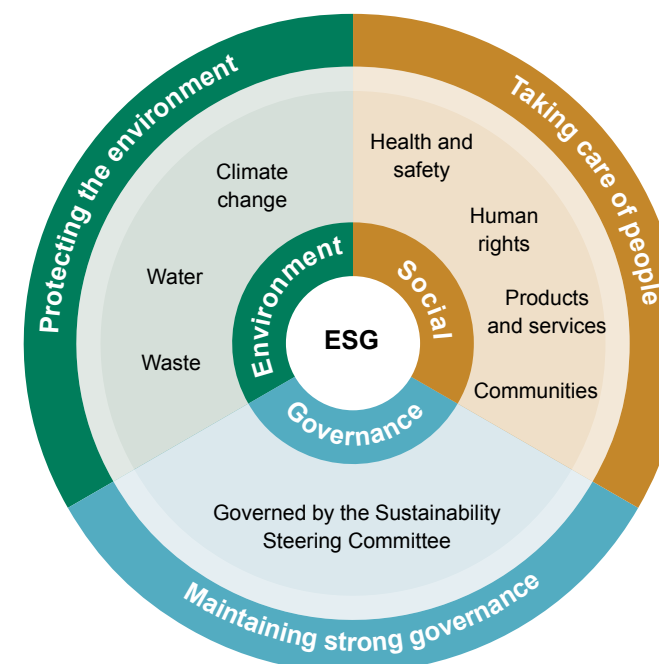 Protecting the environment
Taking care of people
Climate
change
Water
Waste
Health and
safety
Human
rights
Products
and services
Communities
Environment
Social
ESG
Governance
Governed by the Sustainability
Steering Committee
Maintaining strong governance